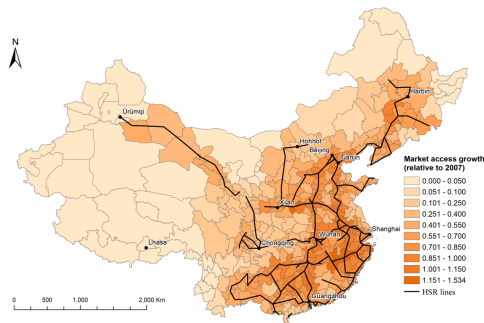 N
Harbin
Ürümqi
Hohhot
Beijing
Tianjin
Xi'an
Shanghai
Wuhan
Chongqing
Lhasa
Guangzhou
Market access growth
(relative to 2007)
0.000 - 0.050
0.051 - 0.100
0.101 - 0.250
0.251 - 0.400
0.401 - 0.550
0.551 - 0.700
0.701 - 0.850
0.851 - 1.000
1.001 - 1.150
1.151 - 1.534
HSR lines
0 500 1,000 2,000 Km